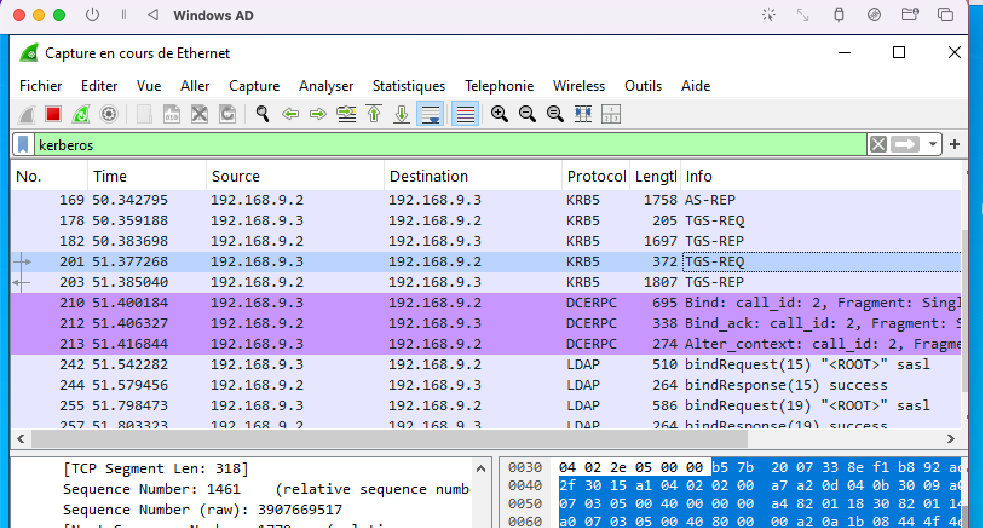 Windows AD
Capture en cours de Ethernet
Fichier Editer Vue Aller Capture Analyser Statistiques Telephonie Wireless Outils Aide
kerberos
No. Time Source Destination Protocol Lengtl Info
169 50.342795 192.168.9.2 192.168.9.3 KRB5 1758 AS-REP
178 50.359188 192.168.9.3 192.168.9.2 KRB5 205 TGS-REQ
182 50.383698 192.168.9.2 192.168.9.3 KRB5 1697 TGS-REP
201 51.377268 192.168.9.3 192.168.9.2 KRB5 372 TGS-REQ
203 51.385040 192.168.9.2 192.168.9.3 KRB5 1807 TGS-REP
210 51.400184 192.168.9.3 192.168.9.2 DCERPC 695 Bind: call_id: 2, Fragment: Singl
212 51.406327 192.168.9.2 192.168.9.3 DCERPC 338 Bind_ack: call_id: 2, Fragment: S
213 51.416844 192.168.9.3 192.168.9.2 DCERPC 274 Alter_context: call_id: 2, Fragme
242 51.542282 192.168.9.3 192.168.9.2 LDAP 510 bindRequest(15) "<ROOT>" sasl
244 51.579456 192.168.9.2 192.168.9.3 LDAP 264 bindResponse(15) success
255 51.798473 192.168.9.3 192.168.9.2 LDAP 586 bindRequest(19) "<ROOT>" sasl
257 51.803323 192.168.9.2 192.168.9.3 LDAP 264 bindResponse(19) success
[TCP Segment Len: 318]
Sequence Number: 1461 (relative sequence numb
Sequence Number (raw): 3907669517
0030 04 02 2e 05 00 00 b5 7b 20 07 33 8e f1 b8 92
0040 2f 30 15 a1 04 02 02 00 a7 a2 0d 04 0b 30 09
0050 07 03 05 00 40 00 00 00 a4 82 01 18 30 82 01
0060 a0 07 03 05 00 40 80 00 00 a2 0a 1b 08 44 4f